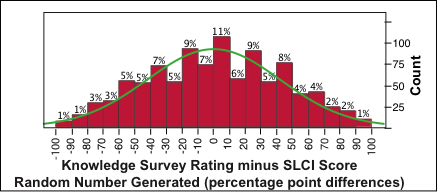 1% 1% 3% 3% 5% 5% 7% 5% 9% 7% 11% 6% 9% 5% 8% 4% 4% 2% 2% 1%
100
75
50
25
Count
-100 -90 -80 -70 -60 -50 -40 -30 -20 -10 0 10 20 30 40 50 60 70 80 90 100
Knowledge Survey Rating minus SLCI Score
Random Number Generated (percentage point differences)